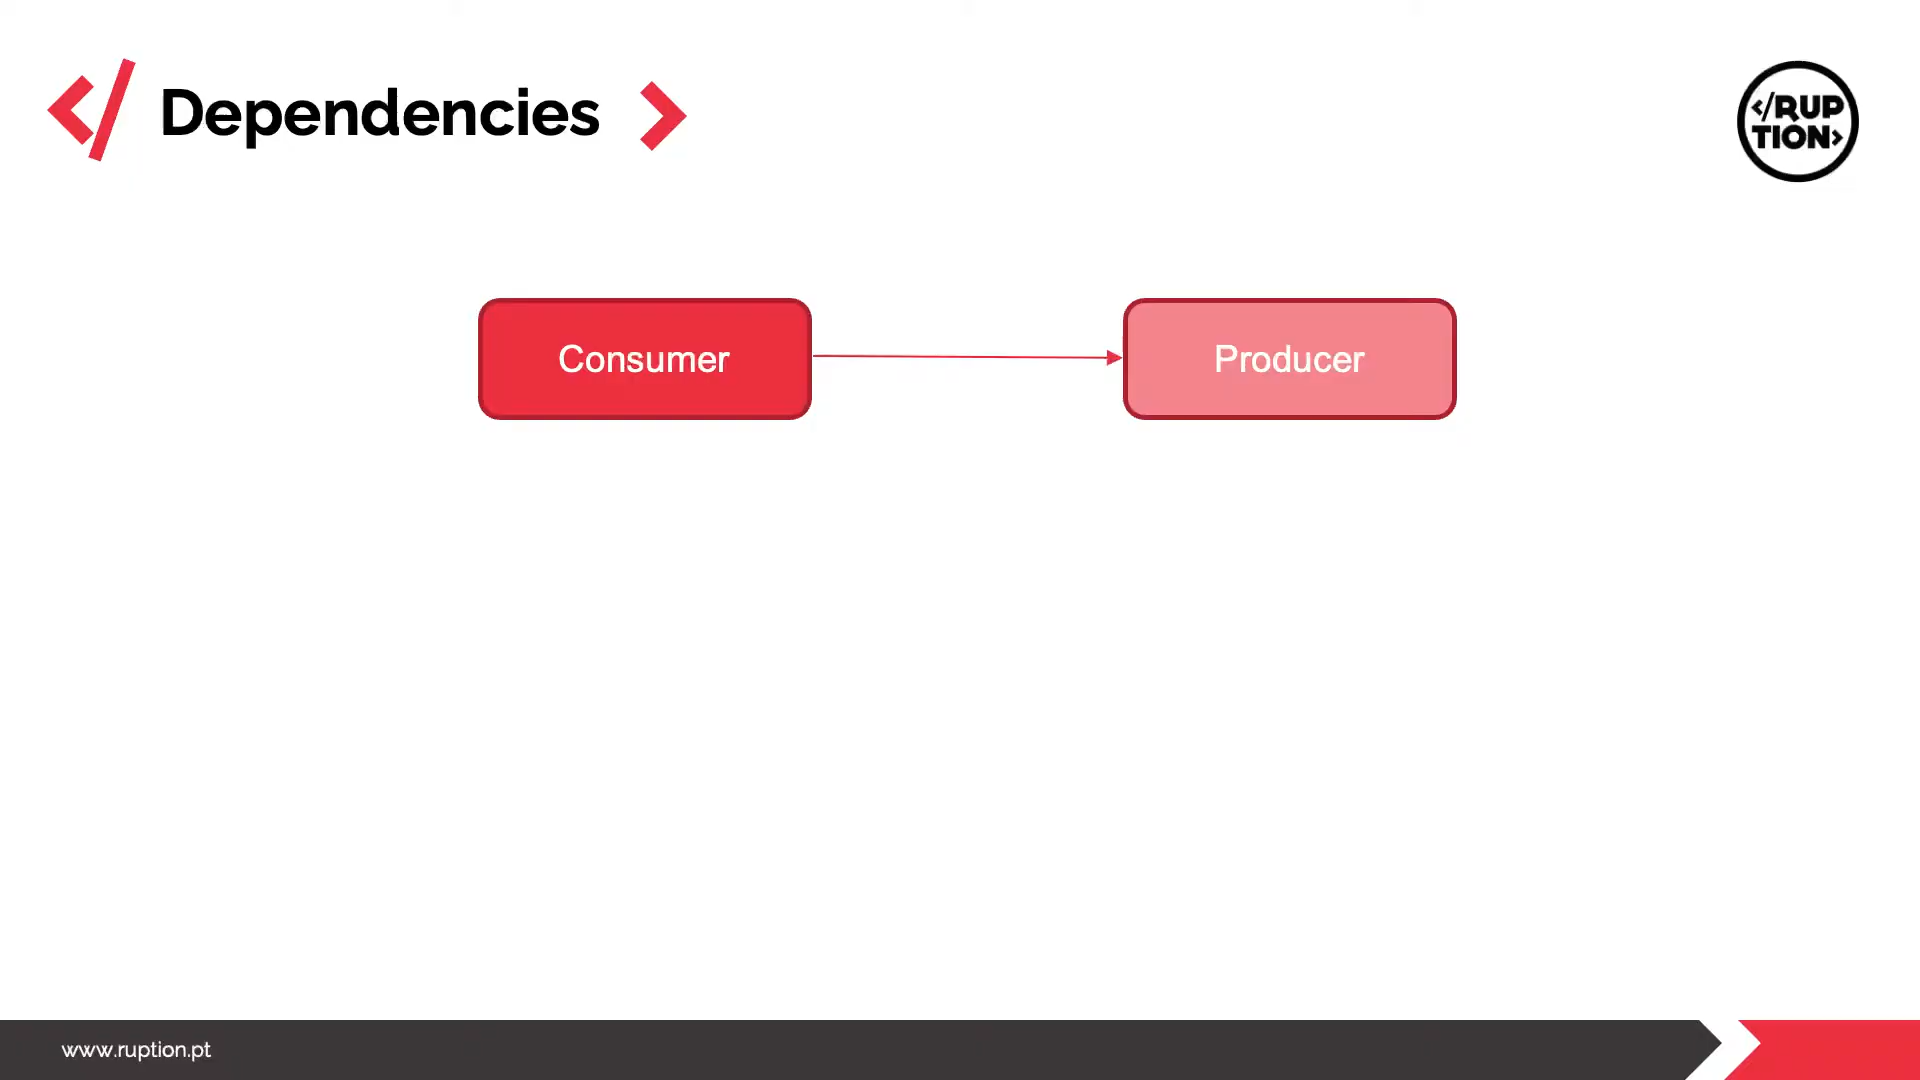 </ Dependencies >
</RUP
TION>
Consumer
Producer
www.ruption.pt